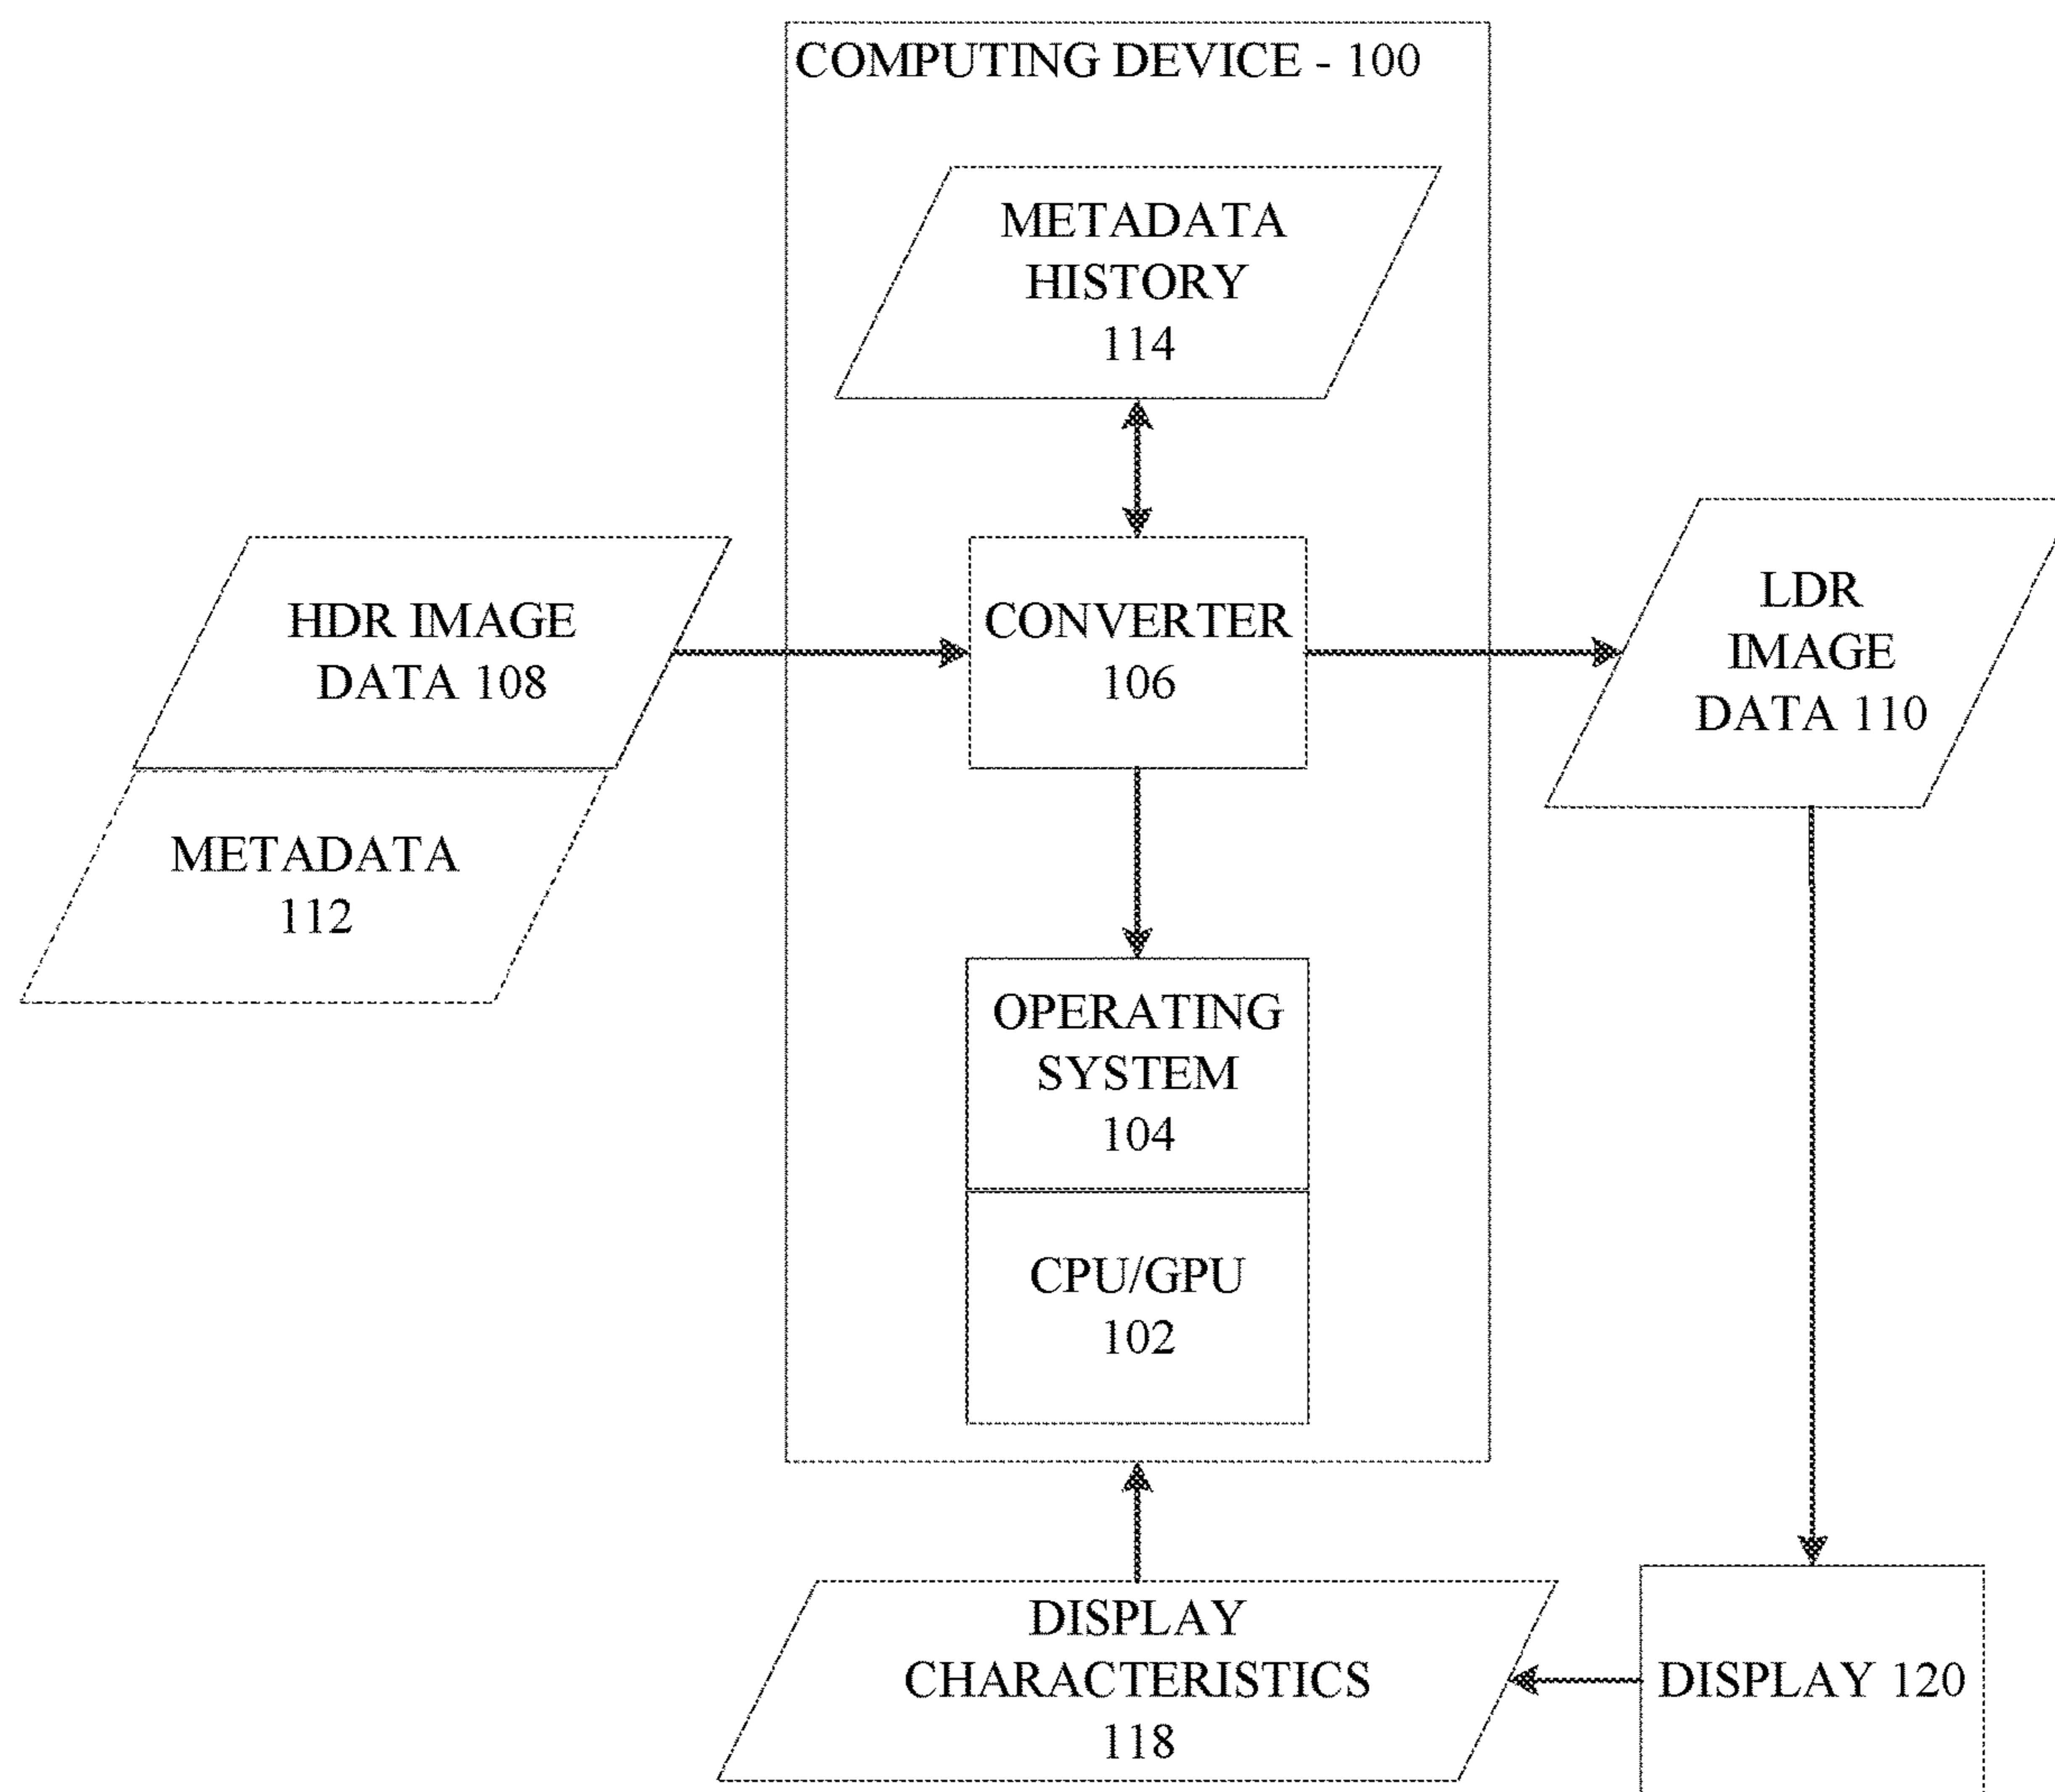 COMPUTING DEVICE - 100
METADATA
HISTORY
114
HDR IMAGE
DATA 108
METADATA
112
CONVERTER
106
LDR
IMAGE
DATA 110
OPERATING
SYSTEM
104
CPU/GPU
102
DISPLAY
CHARACTERISTICS
118
DISPLAY 120